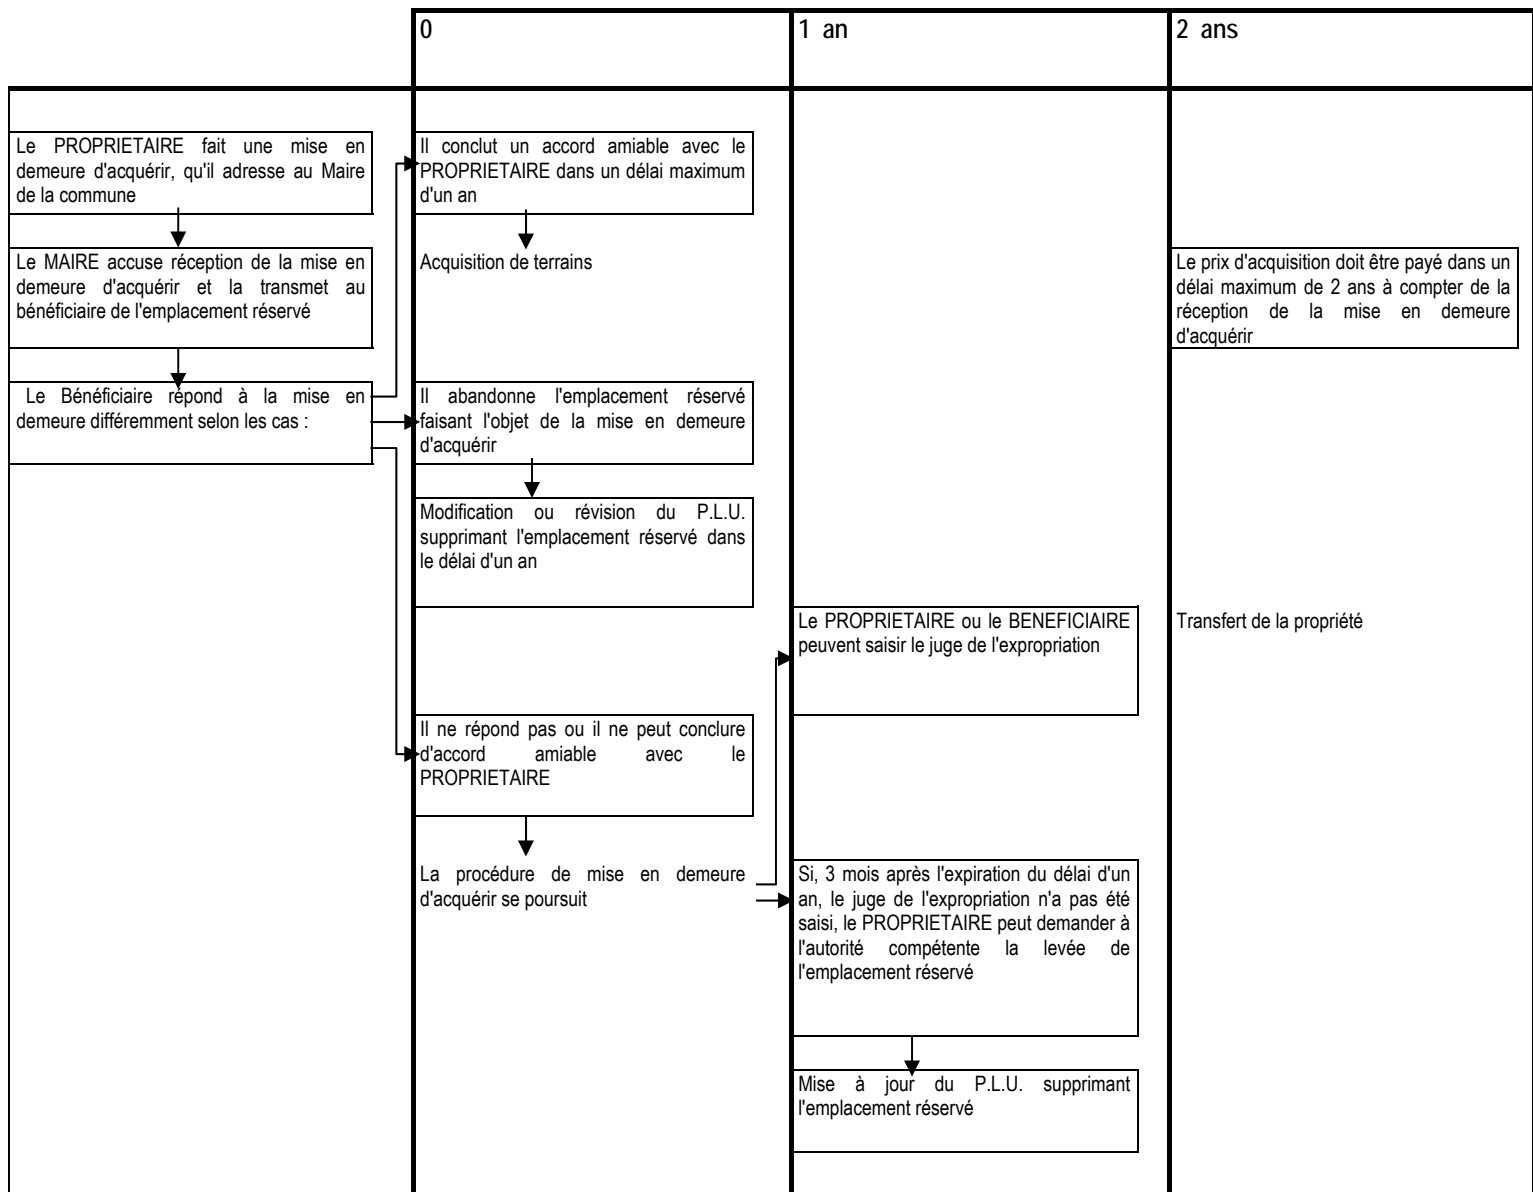 0
1 an
2 ans
Le PROPRIETAIRE fait une mise en
demeure d'acquérir, qu'il adresse au Maire
de la commune
Le MAIRE accuse réception de la mise en
demeure d'acquérir et la transmet au
bénéficiaire de l'emplacement réservé
Le Bénéficiaire répond à la mise en
demeure différemment selon les cas :
Il conclut un accord amiable avec le
PROPRIETAIRE dans un délai maximum
d'un an
Acquisition de terrains
Il abandonne l'emplacement réservé
faisant l'objet de la mise en demeure
d'acquérir
Modification ou révision du P.L.U.
supprimant l'emplacement réservé dans
le délai d'un an
Il ne répond pas ou il ne peut conclure
d'accord amiable avec le
PROPRIETAIRE
La procédure de mise en demeure
d'acquérir se poursuit
Le PROPRIETAIRE ou le BENEFICIAIRE
peuvent saisir le juge de l'expropriation
Si, 3 mois après l'expiration du délai d'un
an, le juge de l'expropriation n'a pas été
saisi, le PROPRIETAIRE peut demander à
l'autorité compétente la levée de
l'emplacement réservé
Mise à jour du P.L.U. supprimant
l'emplacement réservé
Le prix d'acquisition doit être payé dans un
délai maximum de 2 ans à compter de la
réception de la mise en demeure
d'acquérir
Transfert de la propriété